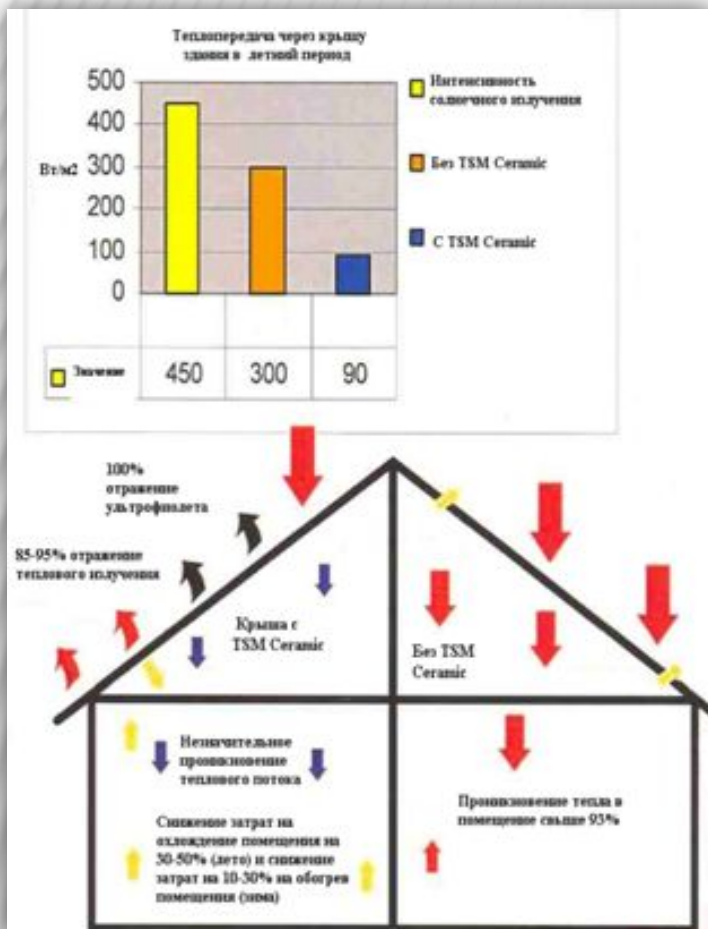 Теплопередача через крышу
здания в летний период
500
400
300
200
100
0
Вт/м2
Интенсивность
солнечного излучения
Без TSM Ceramic
С TSM Ceramic
Значение 450 300 90
100%
отражение
ультрофиолета
85-95% отражение
теплового излучения
Крыша с
TSM Ceramic
Без TSM
Ceramic
Незначительное
проникновение
теплового потока
Проникновение тепла в
помещение свыше 93%
Снижение затрат на
охлождение помещения на
30-50% (лето) и снижение
затрат на 10-30% на обогрев
помещения (зима)